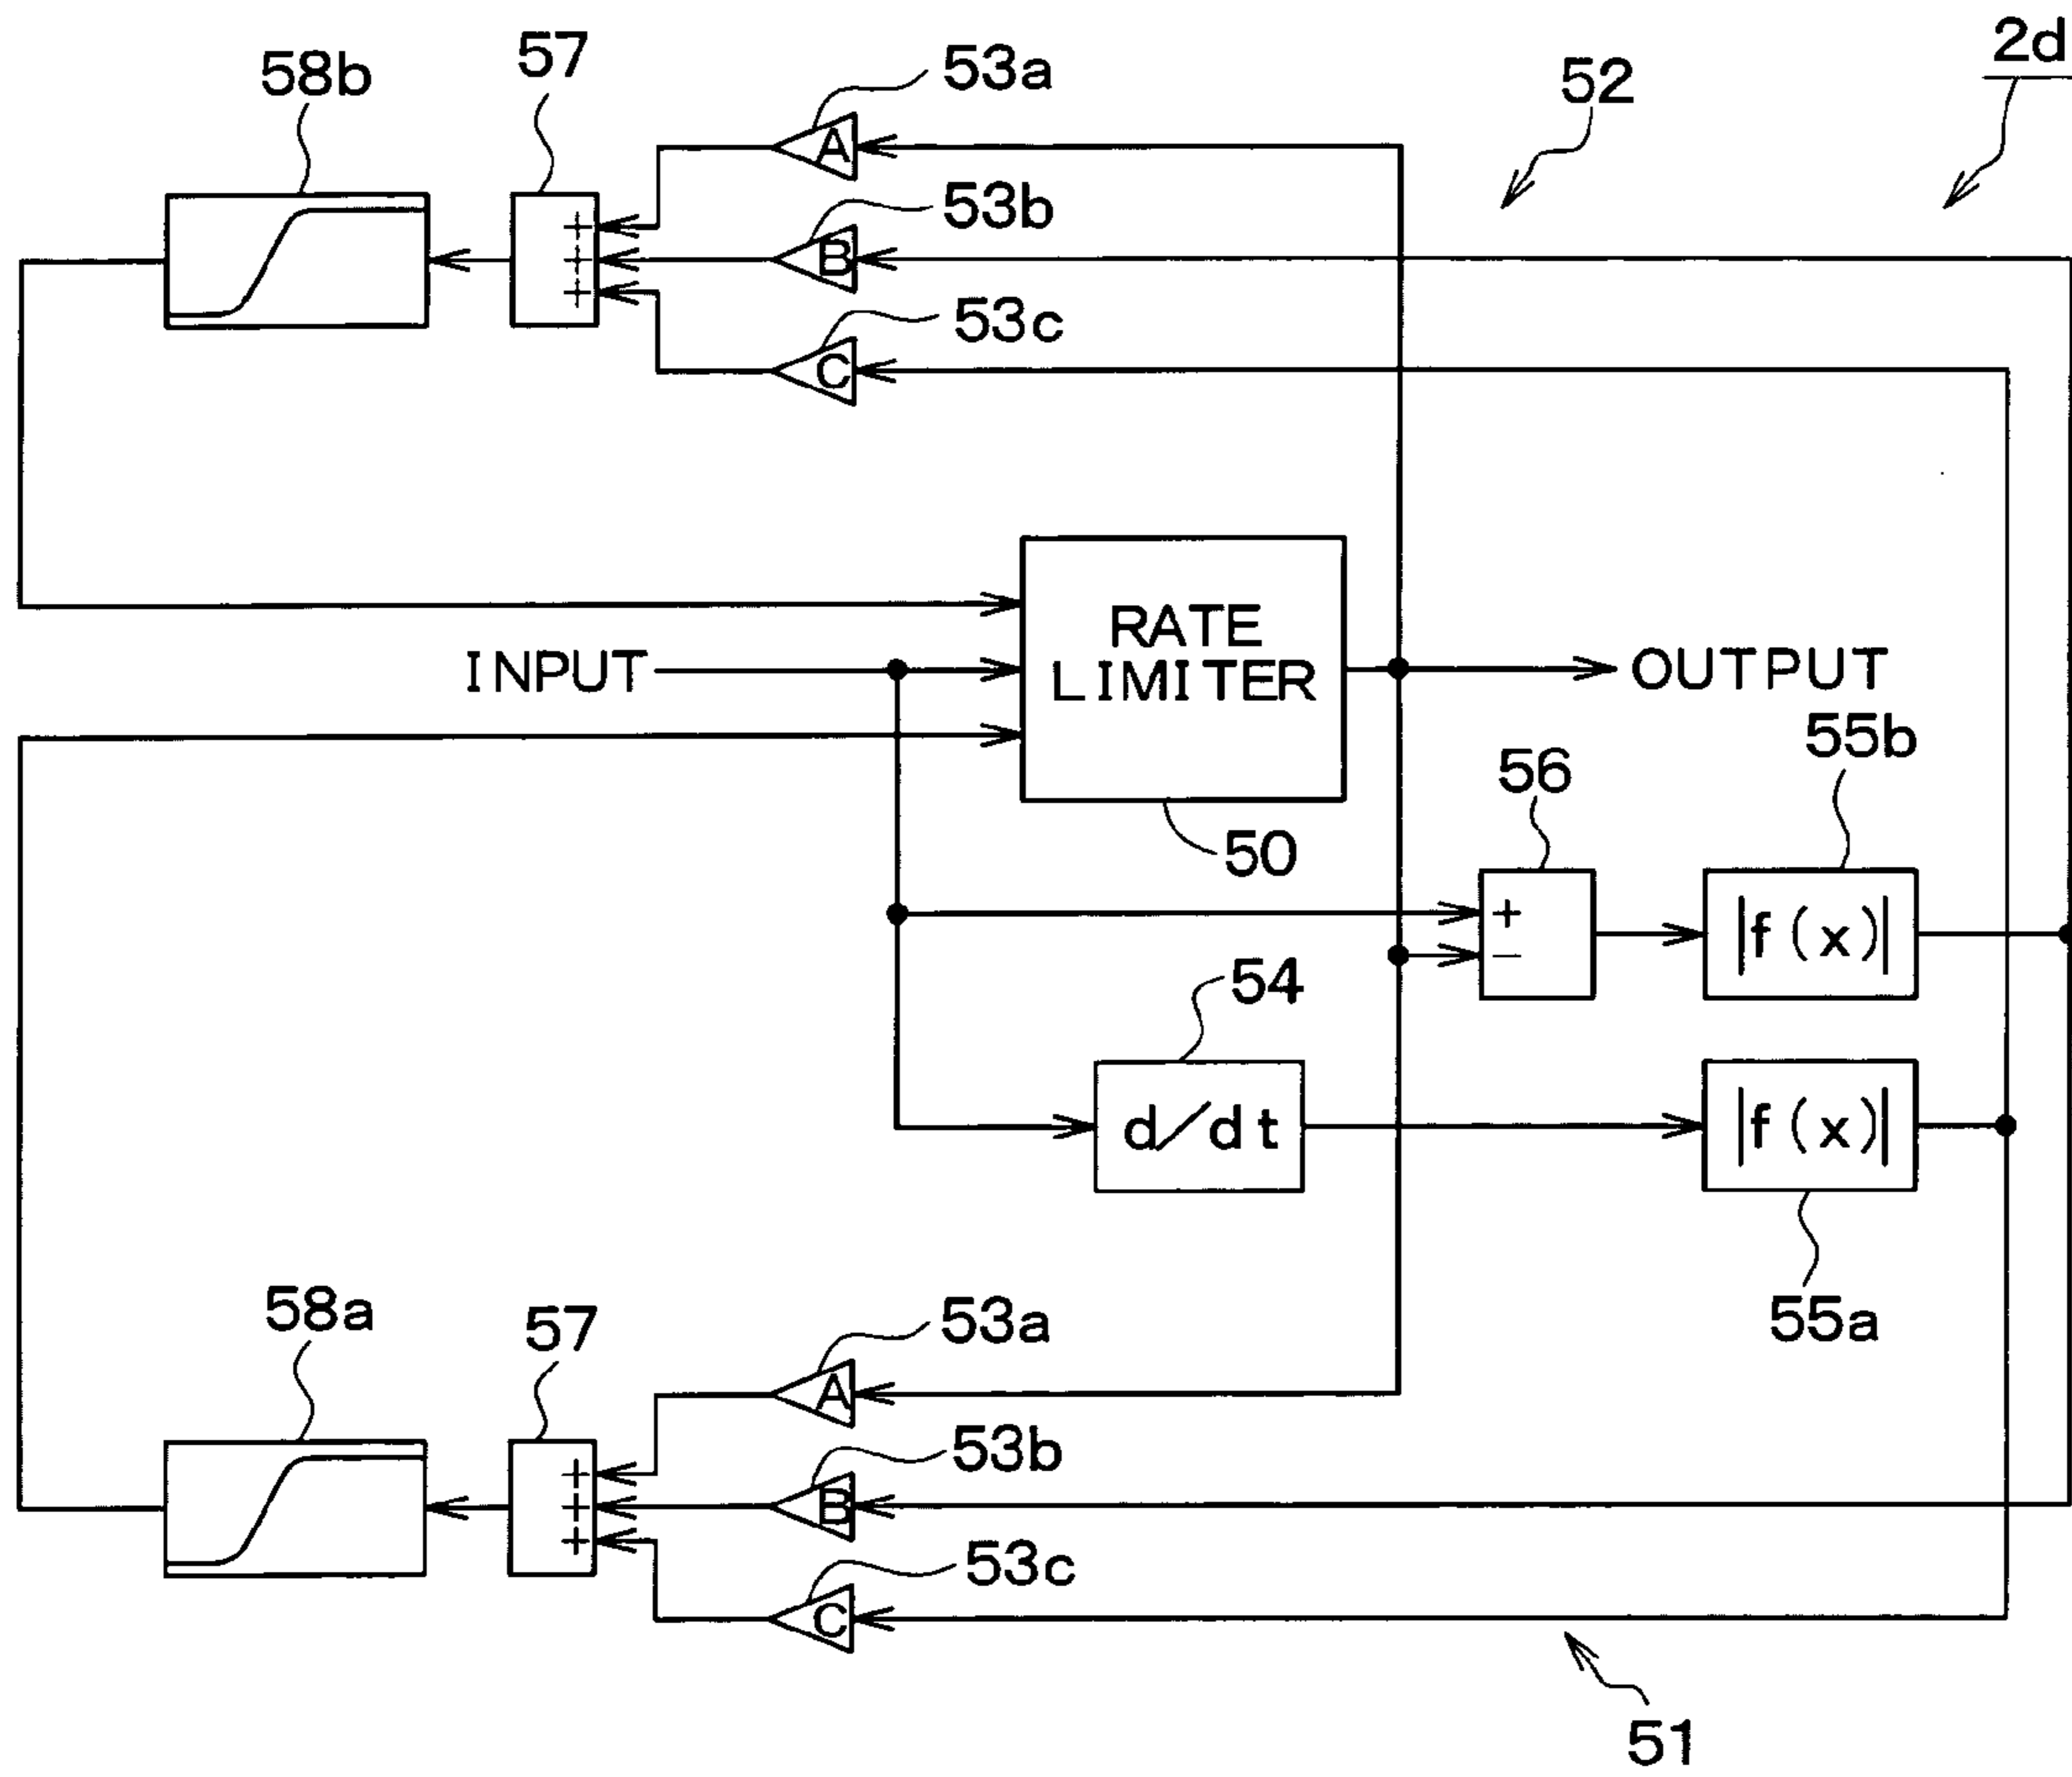 2d
57
53a
52
58b
A
53b
+
+
+
B
53c
C
RATE
LIMITER
INPUT
OUTPUT
55b
56
50
+
−
|f(x)|
54
d/dt
|f(x)|
55a
58a
57
53a
A
53b
+
+
+
B
53c
C
51